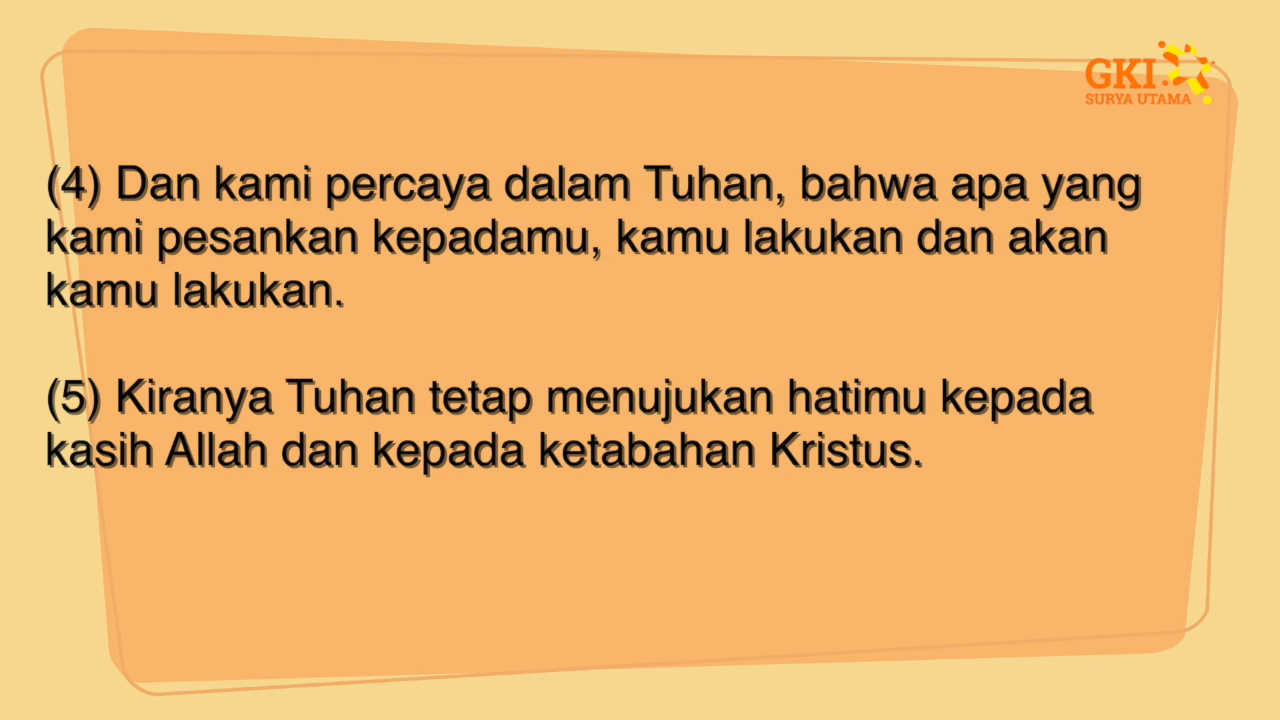 GKI
SURYA UTAMA
(4) Dan kami percaya dalam Tuhan, bahwa apa yang
kami pesankan kepadamu, kamu lakukan dan akan
kamu lakukan.
(5) Kiranya Tuhan tetap menujukan hatimu kepada
kasih Allah dan kepada ketabahan Kristus.